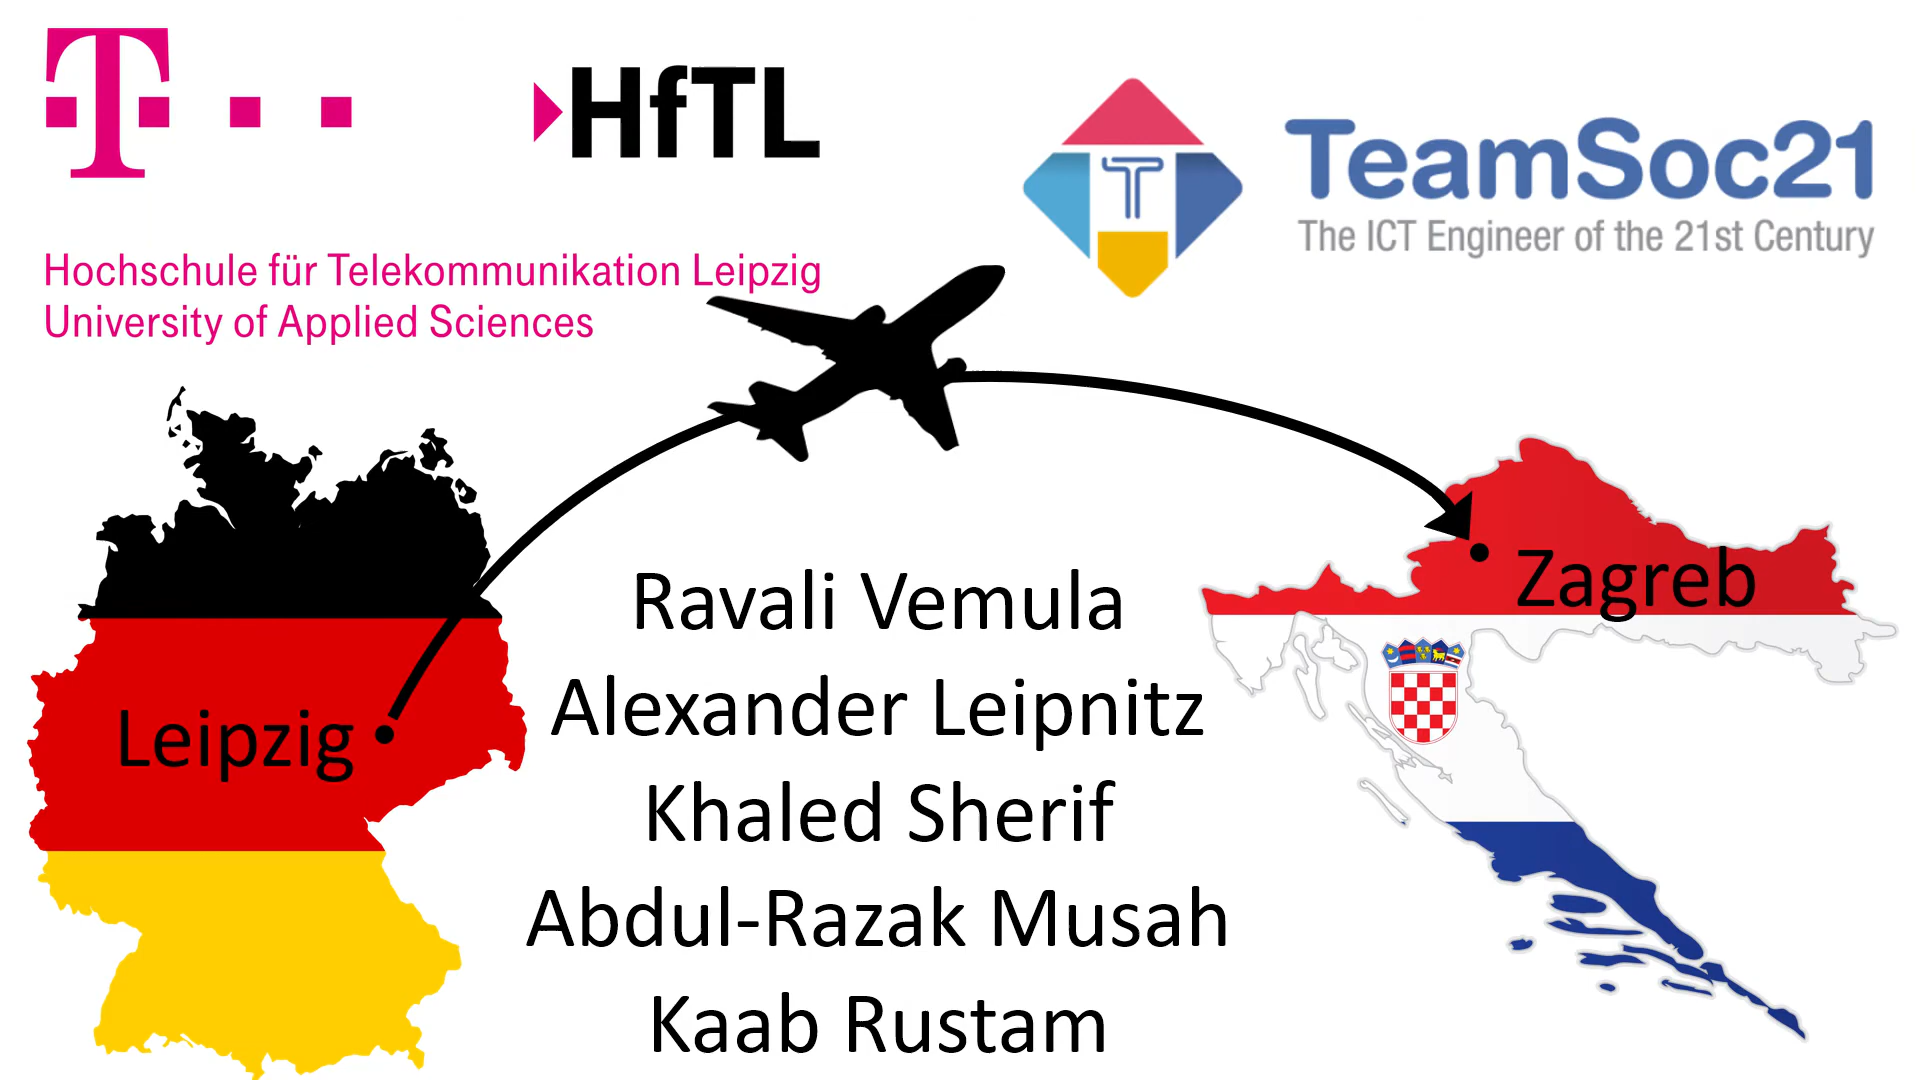 T
HfTL
Hochschule für Telekommunikation Leipzig
University of Applied Sciences
T
TeamSoc21
The ICT Engineer of the 21st Century
Leipzig
Zagreb
Ravali Vemula
Alexander Leipnitz
Khaled Sherif
Abdul-Razak Musah
Kaab Rustam